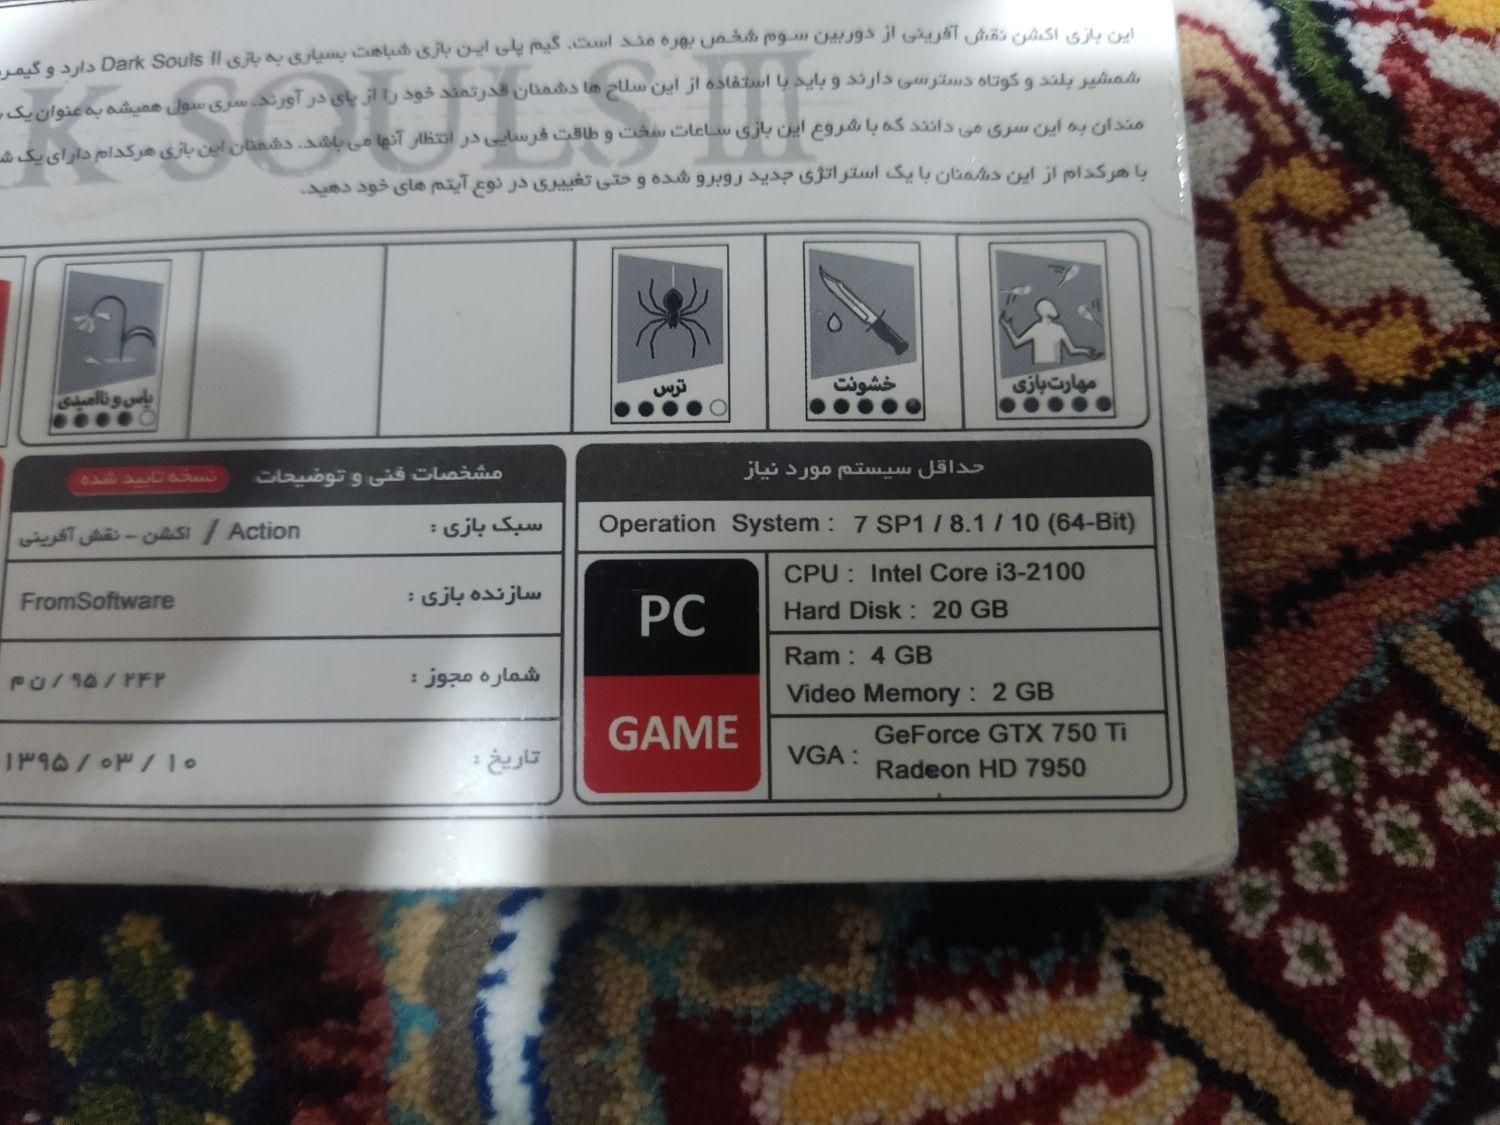 این بازی اکشن نقش آفرینی از دوربین سوم شخص بهره مند است. گیم پلی این بازی شباهت بسیاری به بازی Dark Souls II دارد و
شمشیر بلند و کوتاه دسترسی دارند و باید با استفاده از این سلاح ها دشمنان قدرتمند خود را از پای در آورند. سری سول همیشه به عنوان یک
مندان به این سری می دانند که با شروع این بازی ساعات سخت و طاقت فرسایی در انتظار آنها می باشد. دشمنان این بازی هرکدام دارای یک
با هرکدام از این دشمنان با یک استراتژی جدید روبرو شده و حتی تغییری در نوع آیتم های خود دهید.
SOULS III
مهارت بازی
خشونت
ترس
یاس و ناامیدی
حداقل سیستم مورد نیاز
Operation System : 7 SP1 / 8.1 / 10 (64-Bit)
PC
GAME
CPU : Intel Core i3-2100
Hard Disk : 20 GB
Ram : 4 GB
Video Memory : 2 GB
VGA : GeForce GTX 750 Ti
Radeon HD 7950
مشخصات فنی و توضیحات نسخه تایید شده
سبک بازی : اکشن - نقش آفرینی / Action
سازنده بازی : FromSoftware
شماره مجوز : ۲۴۲ / ۹۵ / ن م
تاریخ : ۱۳۹۵ / ۰۳ / ۱۰